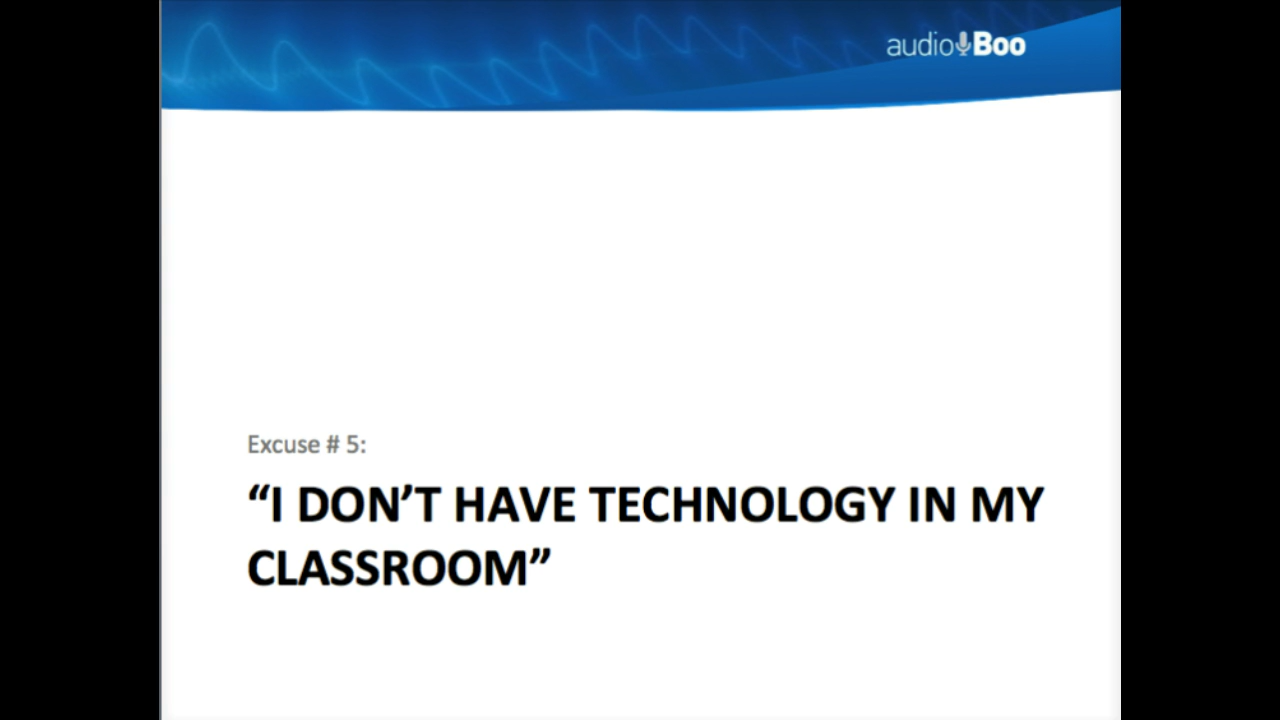 audioBoo
Excuse # 5:
“I DON’T HAVE TECHNOLOGY IN MY
CLASSROOM”